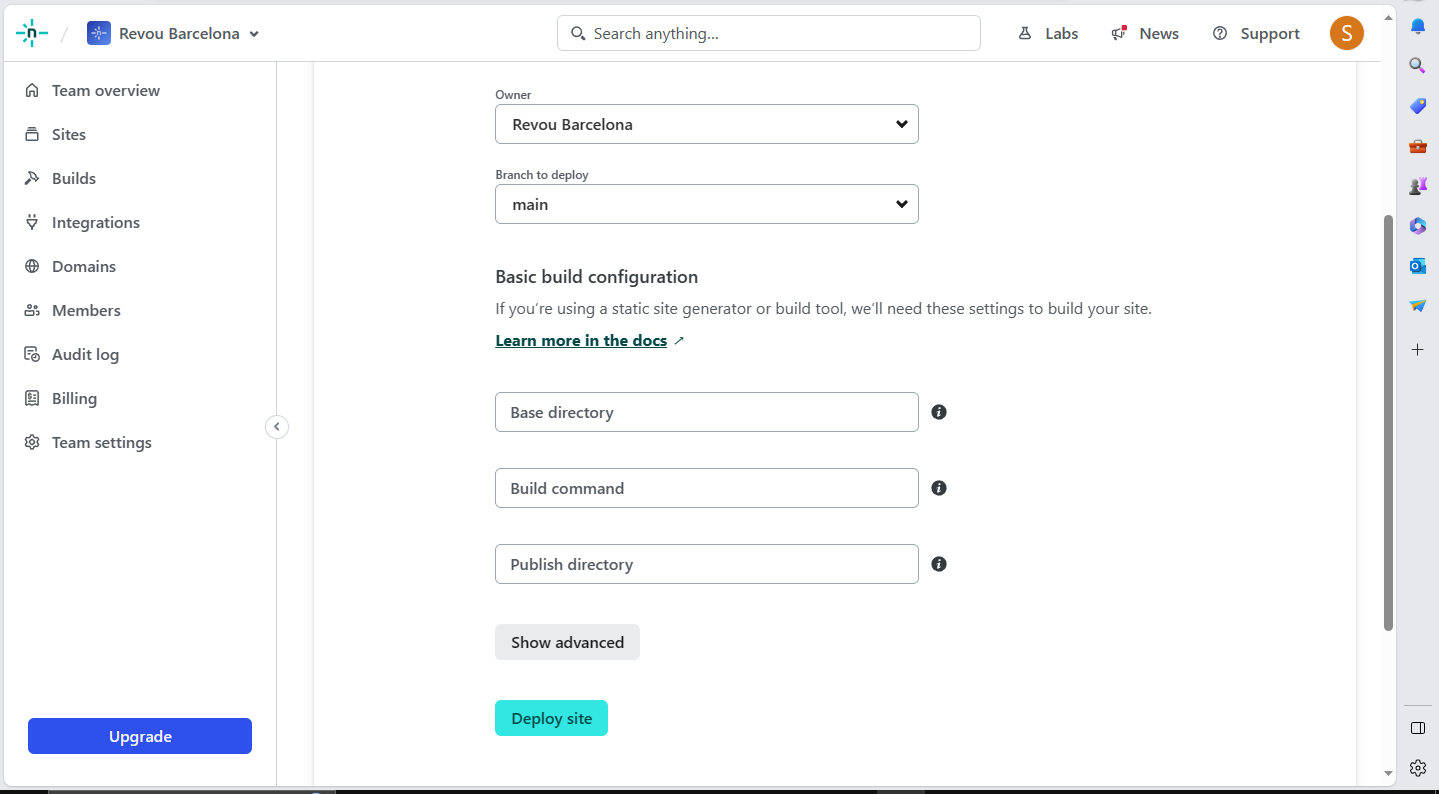 Revou Barcelona
Search anything...
Labs
News
Support
S
Team overview
Sites
Builds
Integrations
Domains
Members
Audit log
Billing
Team settings
Upgrade
Owner
Revou Barcelona
Branch to deploy
main
Basic build configuration
If you’re using a static site generator or build tool, we’ll need these settings to build your site.
Learn more in the docs ↗
Base directory
Build command
Publish directory
Show advanced
Deploy site